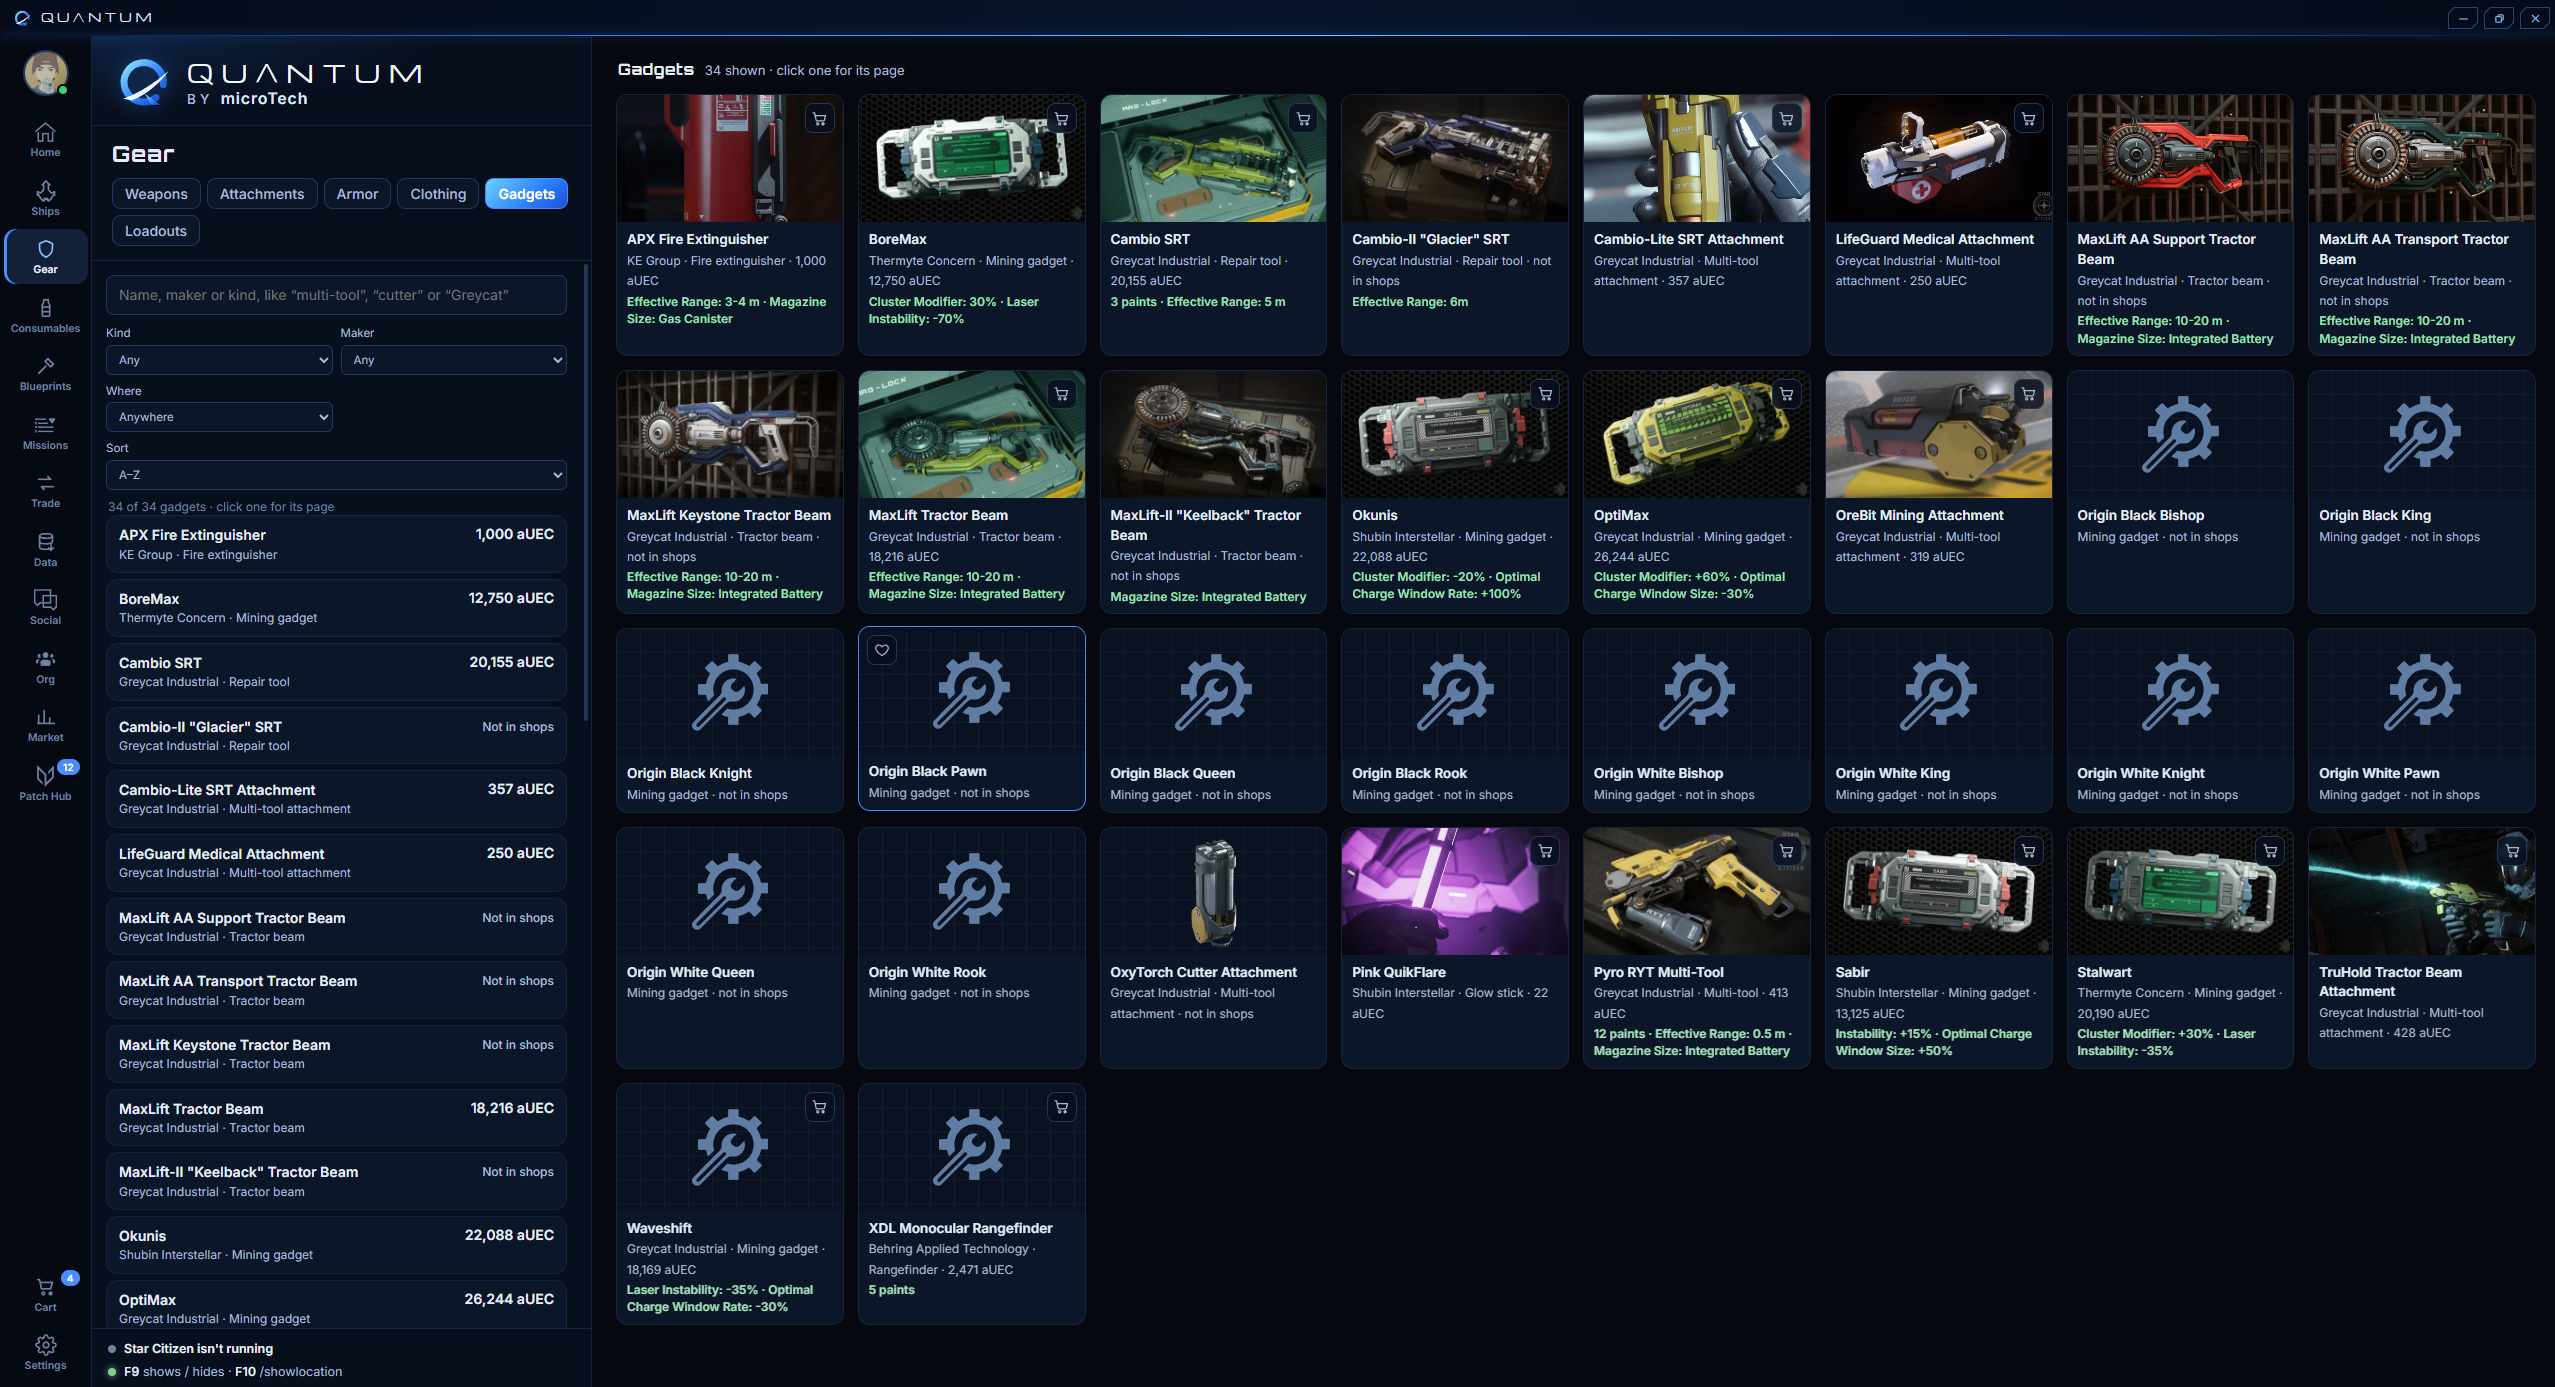 QUANTUM
QUANTUM
BY microTech
Home
Ships
Gear
Consumables
Blueprints
Missions
Trade
Data
Social
Org
Market
12
Patch Hub
4
Cart
Settings
Gear
Weapons
Attachments
Armor
Clothing
Gadgets
Loadouts
Name, maker or kind, like “multi-tool”, “cutter” or “Greycat”
Kind
Maker
Any
Any
Where
Anywhere
Sort
A–Z
34 of 34 gadgets · click one for its page
APX Fire Extinguisher
1,000 aUEC
KE Group · Fire extinguisher
BoreMax
12,750 aUEC
Thermyte Concern · Mining gadget
Cambio SRT
20,155 aUEC
Greycat Industrial · Repair tool
Cambio-II "Glacier" SRT
Not in shops
Greycat Industrial · Repair tool
Cambio-Lite SRT Attachment
357 aUEC
Greycat Industrial · Multi-tool attachment
LifeGuard Medical Attachment
250 aUEC
Greycat Industrial · Multi-tool attachment
MaxLift AA Support Tractor Beam
Not in shops
Greycat Industrial · Tractor beam
MaxLift AA Transport Tractor Beam
Not in shops
Greycat Industrial · Tractor beam
MaxLift Keystone Tractor Beam
Not in shops
Greycat Industrial · Tractor beam
MaxLift Tractor Beam
18,216 aUEC
Greycat Industrial · Tractor beam
MaxLift-II "Keelback" Tractor Beam
Not in shops
Greycat Industrial · Tractor beam
Okunis
22,088 aUEC
Shubin Interstellar · Mining gadget
OptiMax
26,244 aUEC
Greycat Industrial · Mining gadget
Star Citizen isn't running
F9 shows / hides · F10 /showlocation
Gadgets
34 shown · click one for its page
APX Fire Extinguisher
KE Group · Fire extinguisher · 1,000
aUEC
Effective Range: 3-4 m · Magazine
Size: Gas Canister
BoreMax
Thermyte Concern · Mining gadget ·
12,750 aUEC
Cluster Modifier: 30% · Laser
Instability: -70%
MAG-LOCK
Cambio SRT
Greycat Industrial · Repair tool ·
20,155 aUEC
3 paints · Effective Range: 5 m
Cambio-II "Glacier" SRT
Greycat Industrial · Repair tool · not
in shops
Effective Range: 6m
RYT
Cambio-Lite SRT Attachment
Greycat Industrial · Multi-tool
attachment · 357 aUEC
LifeGuard Medical Attachment
Greycat Industrial · Multi-tool
attachment · 250 aUEC
MaxLift AA Support Tractor
Beam
Greycat Industrial · Tractor beam ·
not in shops
Effective Range: 10-20 m ·
Magazine Size: Integrated Battery
MaxLift AA Transport Tractor
Beam
Greycat Industrial · Tractor beam ·
not in shops
Effective Range: 10-20 m ·
Magazine Size: Integrated Battery
MaxLift Keystone Tractor Beam
Greycat Industrial · Tractor beam ·
not in shops
Effective Range: 10-20 m ·
Magazine Size: Integrated Battery
MAG-LOCK
MaxLift Tractor Beam
Greycat Industrial · Tractor beam ·
18,216 aUEC
Effective Range: 10-20 m ·
Magazine Size: Integrated Battery
MaxLift-II "Keelback" Tractor
Beam
Greycat Industrial · Tractor beam ·
not in shops
Magazine Size: Integrated Battery
OKUNIS
Okunis
Shubin Interstellar · Mining gadget ·
22,088 aUEC
Cluster Modifier: -20% · Optimal
Charge Window Rate: +100%
OPTIMAX
OptiMax
Greycat Industrial · Mining gadget ·
26,244 aUEC
Cluster Modifier: +60% · Optimal
Charge Window Size: -30%
GREYCAT
OreBit Mining Attachment
Greycat Industrial · Multi-tool
attachment · 319 aUEC
Origin Black Bishop
Mining gadget · not in shops
Origin Black King
Mining gadget · not in shops
Origin Black Knight
Mining gadget · not in shops
Origin Black Pawn
Mining gadget · not in shops
Origin Black Queen
Mining gadget · not in shops
Origin Black Rook
Mining gadget · not in shops
Origin White Bishop
Mining gadget · not in shops
Origin White King
Mining gadget · not in shops
Origin White Knight
Mining gadget · not in shops
Origin White Pawn
Mining gadget · not in shops
Origin White Queen
Mining gadget · not in shops
Origin White Rook
Mining gadget · not in shops
OxyTorch Cutter Attachment
Greycat Industrial · Multi-tool
attachment · not in shops
Pink QuikFlare
Shubin Interstellar · Glow stick · 22
aUEC
RYT
Pyro RYT Multi-Tool
Greycat Industrial · Multi-tool · 413
aUEC
12 paints · Effective Range: 0.5 m ·
Magazine Size: Integrated Battery
SABIR
Sabir
Shubin Interstellar · Mining gadget ·
13,125 aUEC
Instability: +15% · Optimal Charge
Window Size: +50%
Stalwart
Thermyte Concern · Mining gadget ·
20,190 aUEC
Cluster Modifier: +30% · Laser
Instability: -35%
TruHold Tractor Beam
Attachment
Greycat Industrial · Multi-tool
attachment · 428 aUEC
Waveshift
Greycat Industrial · Mining gadget ·
18,169 aUEC
Laser Instability: -35% · Optimal
Charge Window Rate: -30%
XDL Monocular Rangefinder
Behring Applied Technology ·
Rangefinder · 2,471 aUEC
5 paints